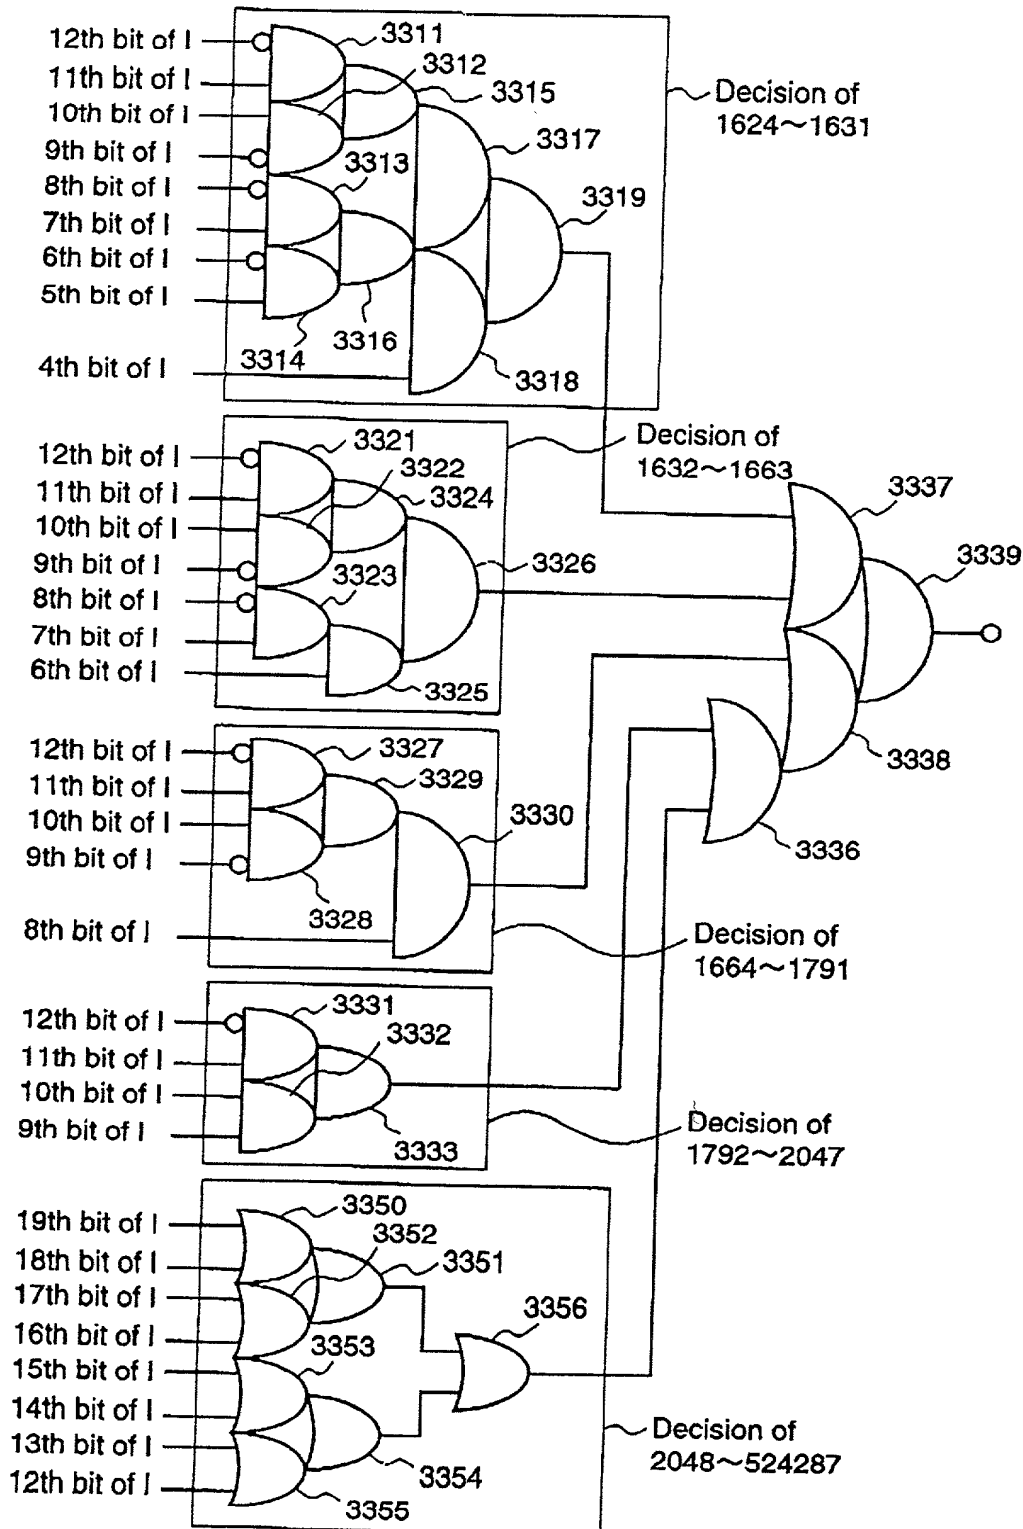 12th bit of I
11th bit of I
10th bit of I
9th bit of I
8th bit of I
7th bit of I
6th bit of I
5th bit of I
4th bit of I
3311
3312
3315
3313
3317
3319
3316
3314
3318
Decision of
1624~1631
12th bit of I
11th bit of I
10th bit of I
9th bit of I
8th bit of I
7th bit of I
6th bit of I
3321
3322
3324
3323
3326
3325
Decision of
1632~1663
3337
3339
3338
3336
12th bit of I
11th bit of I
10th bit of I
9th bit of I
8th bit of I
3327
3329
3330
3328
Decision of
1664~1791
12th bit of I
11th bit of I
10th bit of I
9th bit of I
3331
3332
3333
Decision of
1792~2047
19th bit of I
18th bit of I
17th bit of I
16th bit of I
15th bit of I
14th bit of I
13th bit of I
12th bit of I
3350
3352
3351
3356
3353
3354
3355
Decision of
2048~524287